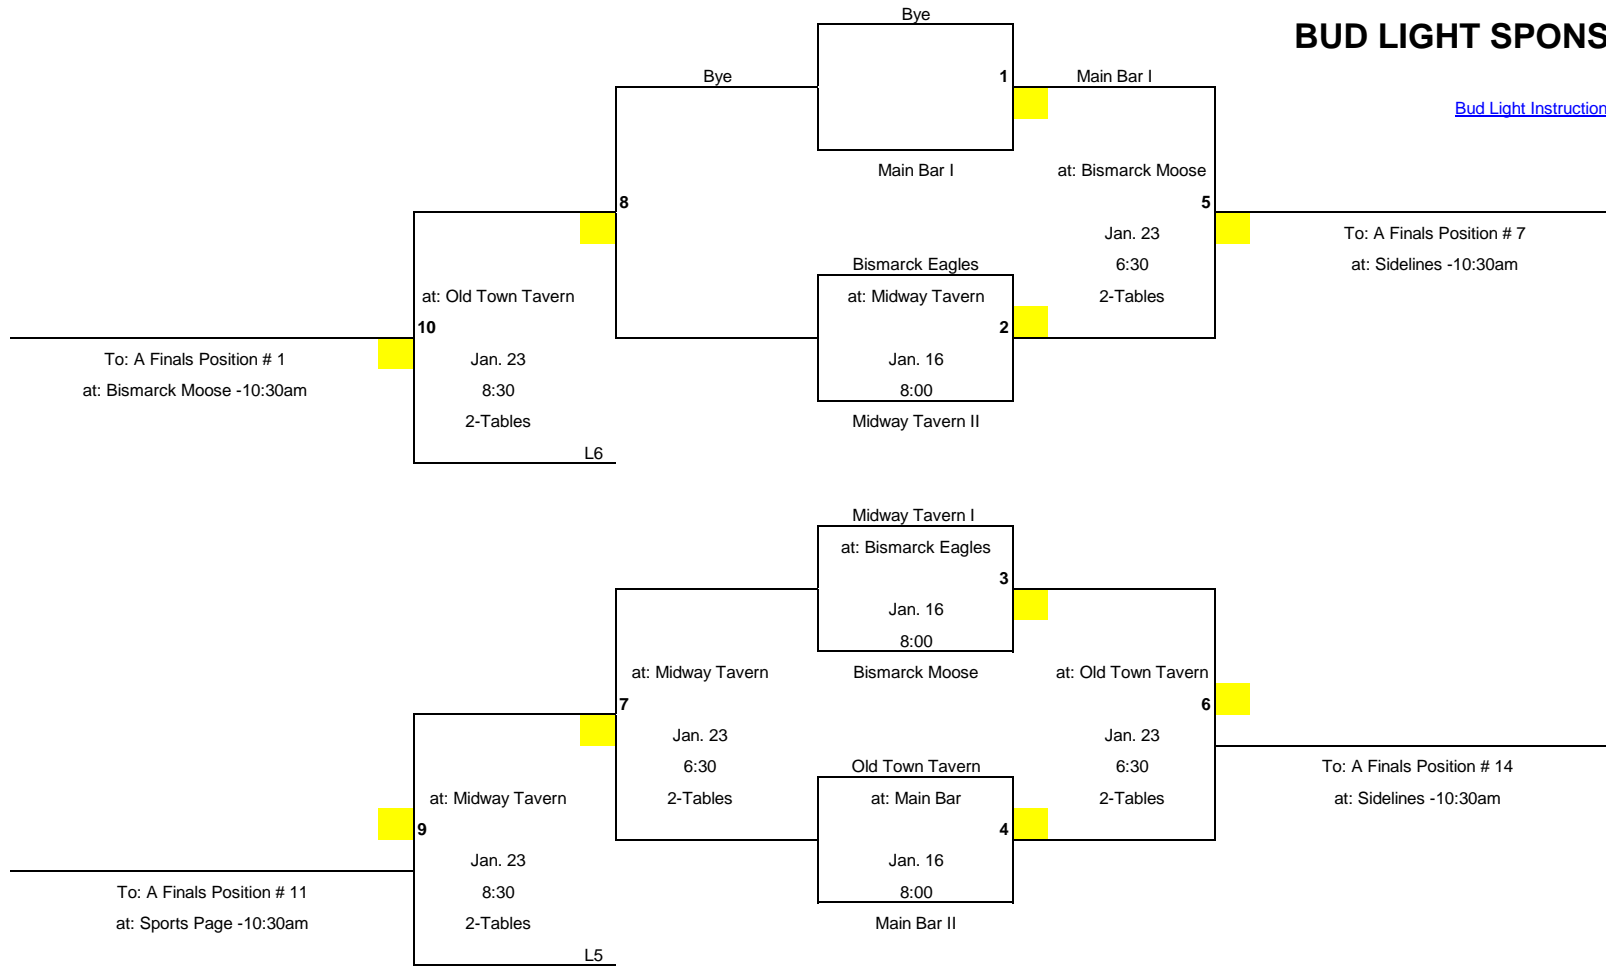 Bye
BUD LIGHT SPONS
Bye
1
Main Bar I
Bud Light Instruction
Main Bar I
at: Bismarck Moose
8
5
Jan. 23
To: A Finals Position # 7
Bismarck Eagles
6:30
at: Sidelines -10:30am
at: Old Town Tavern
at: Midway Tavern
2-Tables
10
2
To: A Finals Position # 1
Jan. 23
Jan. 16
at: Bismarck Moose -10:30am
8:30
8:00
2-Tables
Midway Tavern II
L6
Midway Tavern I
at: Bismarck Eagles
3
Jan. 16
8:00
at: Midway Tavern
Bismarck Moose
at: Old Town Tavern
7
6
Jan. 23
Jan. 23
6:30
Old Town Tavern
6:30
To: A Finals Position # 14
at: Midway Tavern
2-Tables
at: Main Bar
2-Tables
at: Sidelines -10:30am
9
4
Jan. 23
Jan. 16
To: A Finals Position # 11
8:30
8:00
at: Sports Page -10:30am
2-Tables
Main Bar II
L5